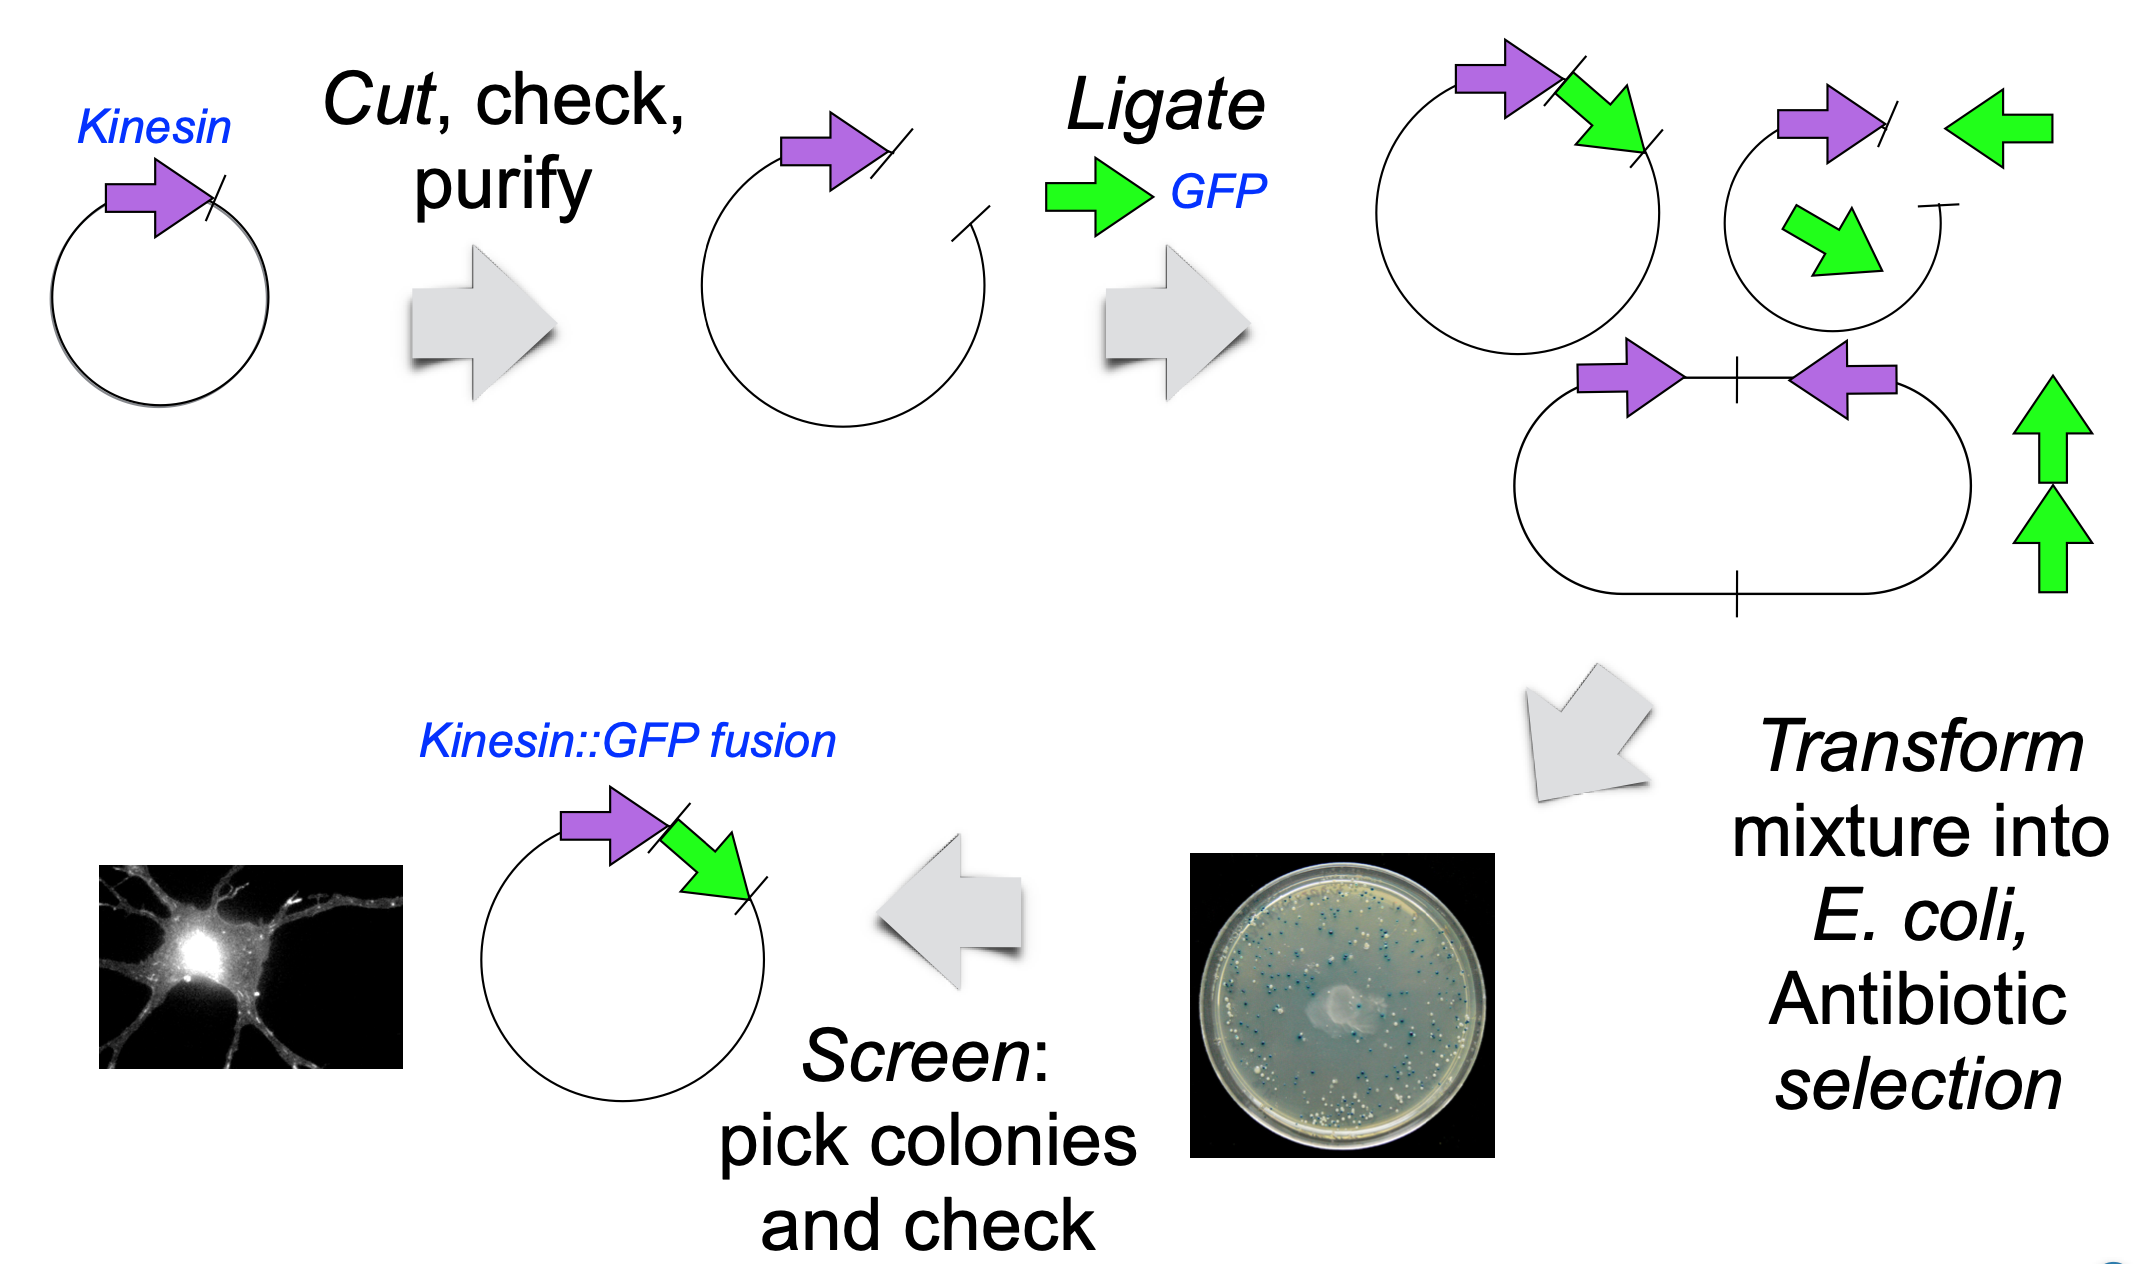 Kinesin
Cut, check,
purify
Ligate
GFP
Transform
mixture into
E. coli,
Antibiotic
selection
Screen:
pick colonies
and check
Kinesin::GFP fusion